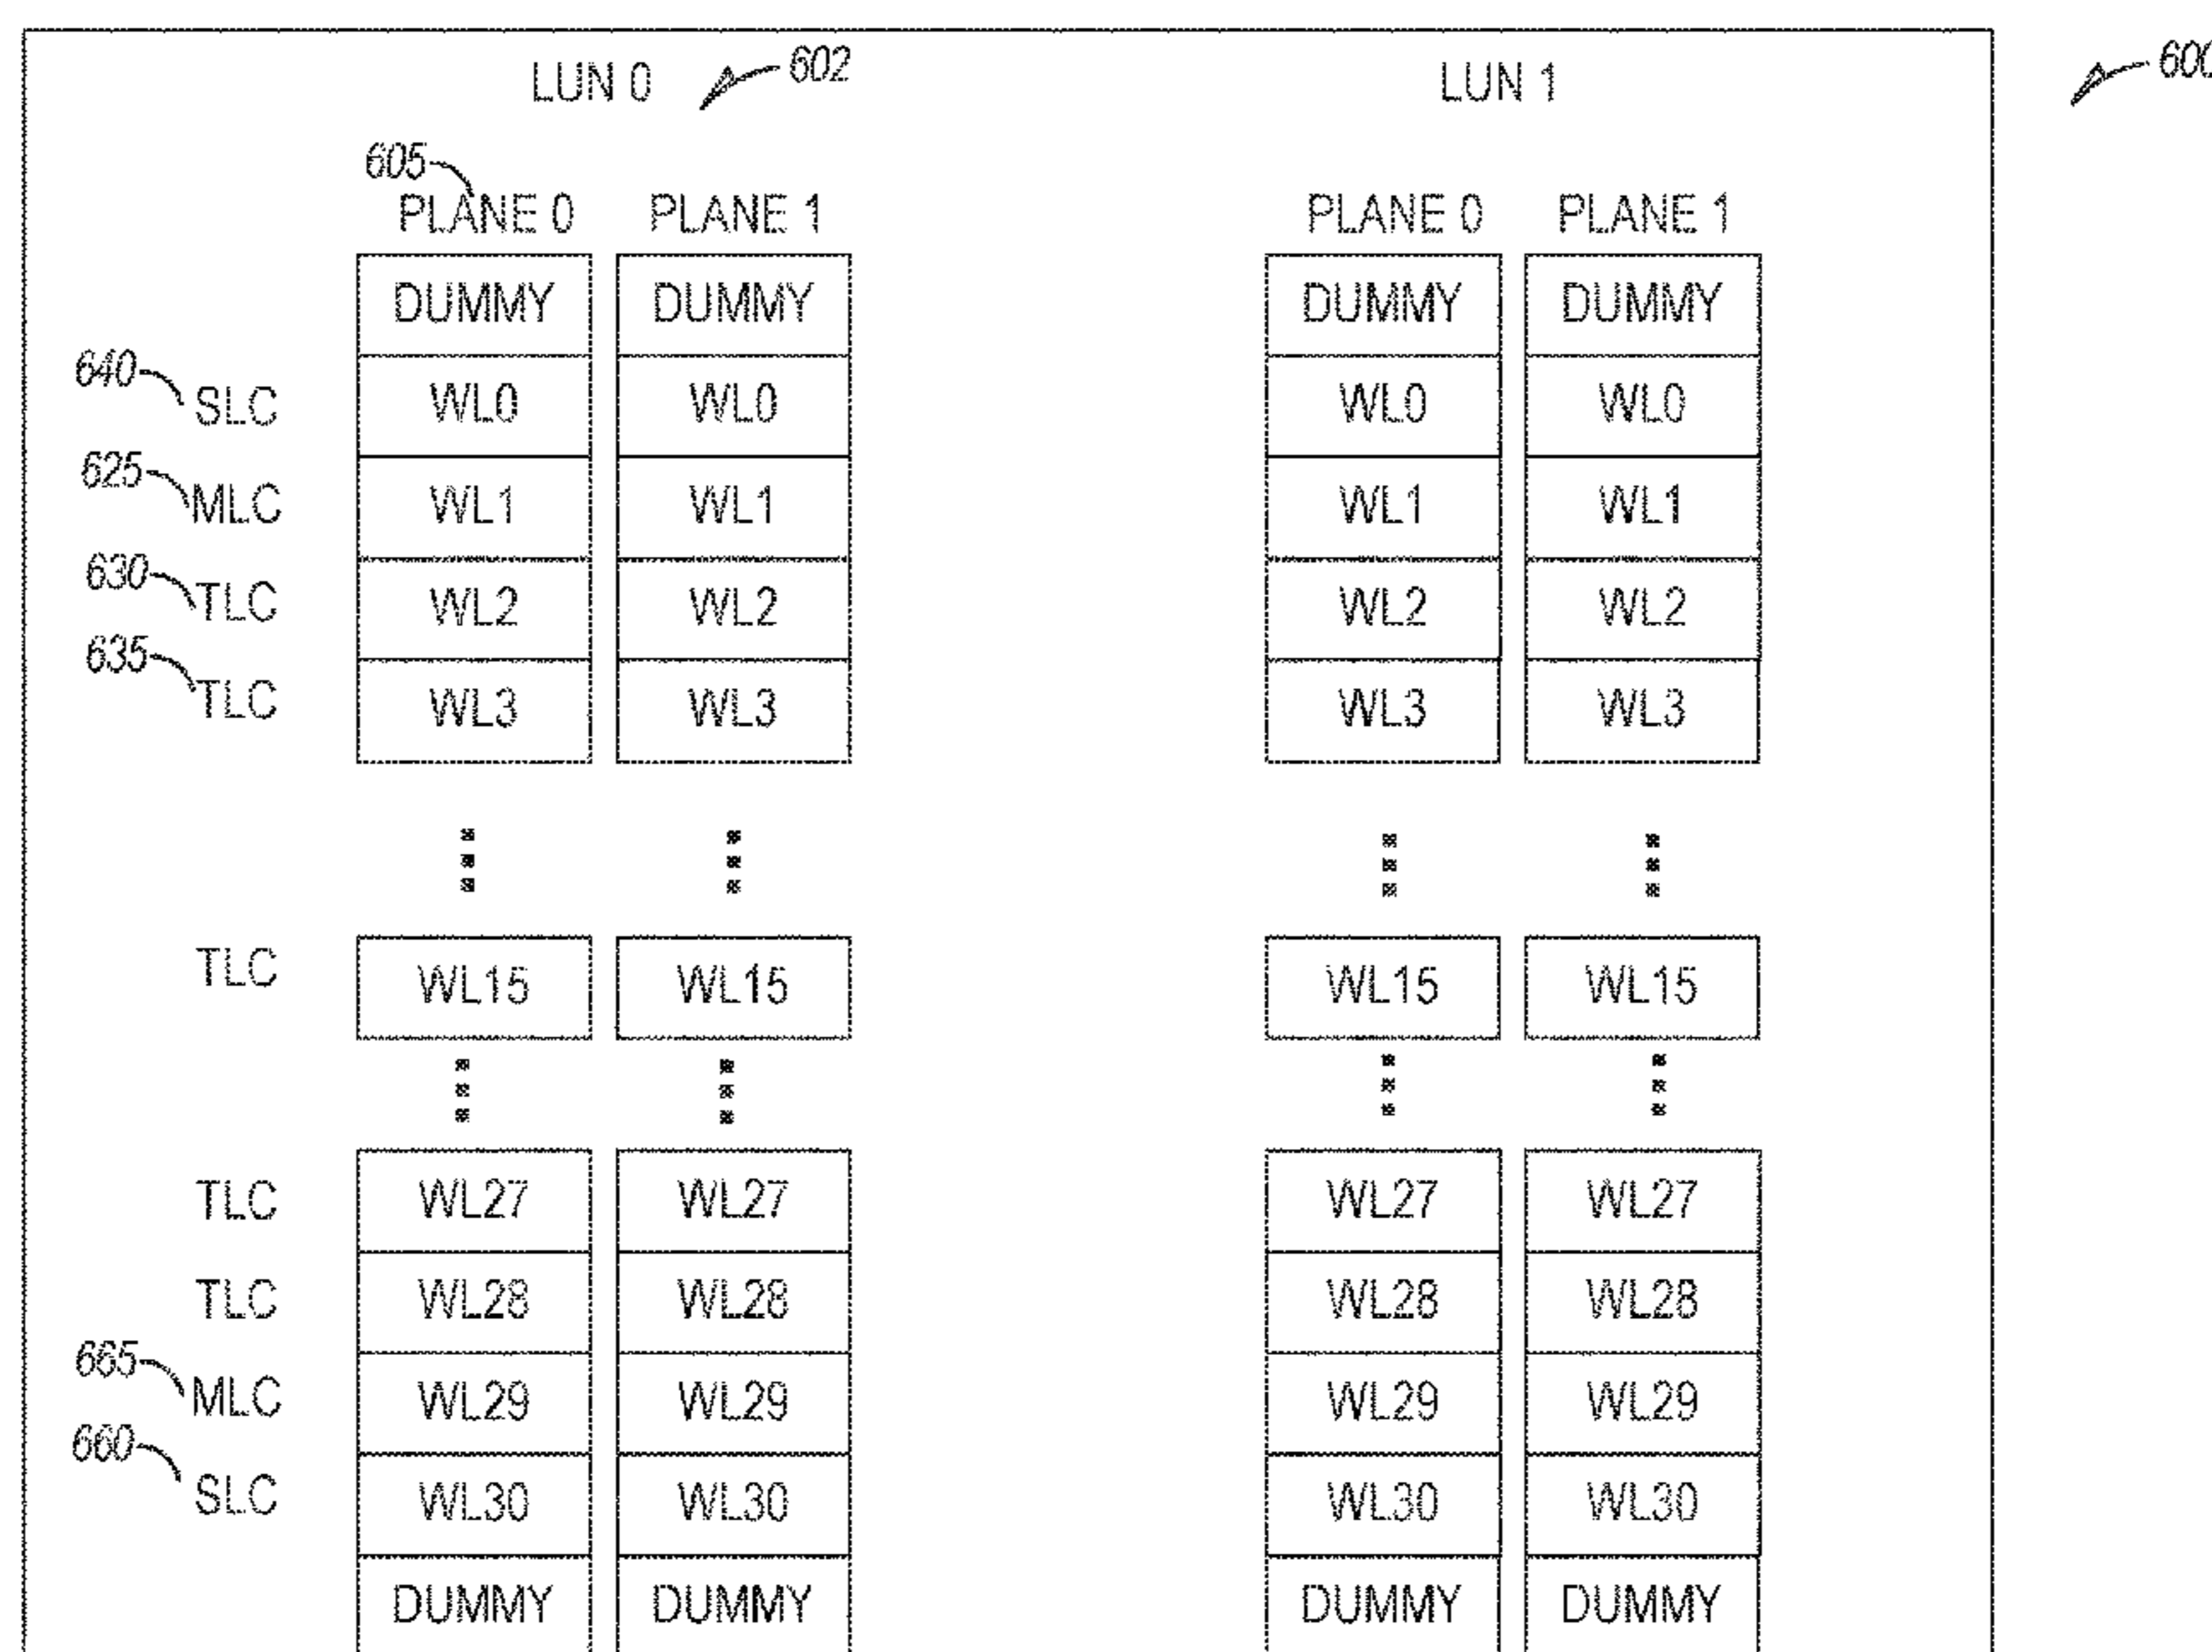 LUN 0 602 LUN 1 600
605
PLANE 0 PLANE 1 PLANE 0 PLANE 1
DUMMY DUMMY DUMMY DUMMY
640
SLC WL0 WL0 WL0 WL0
625
MLC WL1 WL1 WL1 WL1
630
TLC WL2 WL2 WL2 WL2
635
TLC WL3 WL3 WL3 WL3
TLC WL15 WL15 WL15 WL15
TLC WL27 WL27 WL27 WL27
TLC WL28 WL28 WL28 WL28
665
MLC WL29 WL29 WL29 WL29
660
SLC WL30 WL30 WL30 WL30
DUMMY DUMMY DUMMY DUMMY